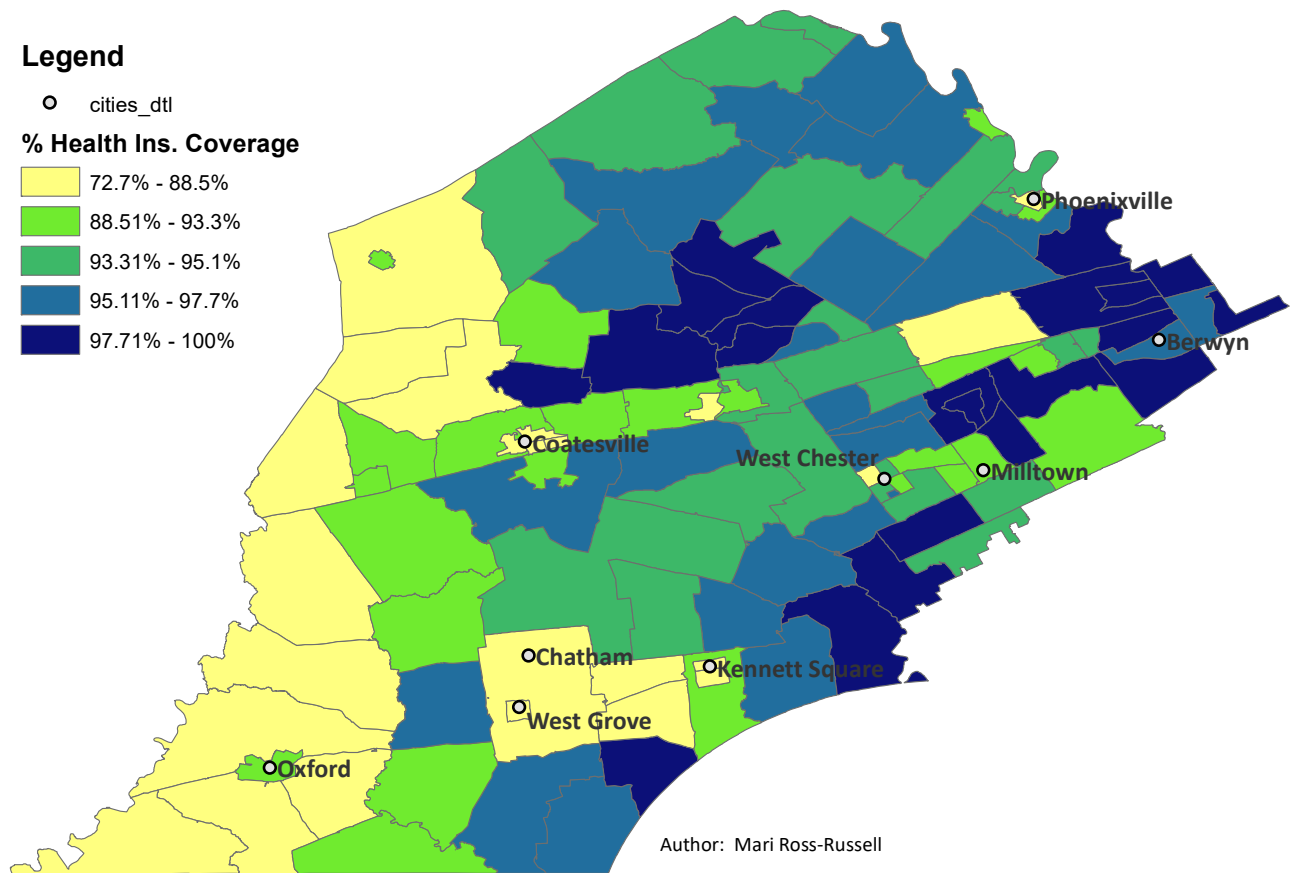 Legend
cities_dtl
% Health Ins. Coverage
72.7% - 88.5%
88.51% - 93.3%
93.31% - 95.1%
95.11% - 97.7%
97.71% - 100%
Phoenixville
Berwyn
Coatesville
West Chester
Milltown
Chatham
Kennett Square
West Grove
Oxford
Author:  Mari Ross-Russell